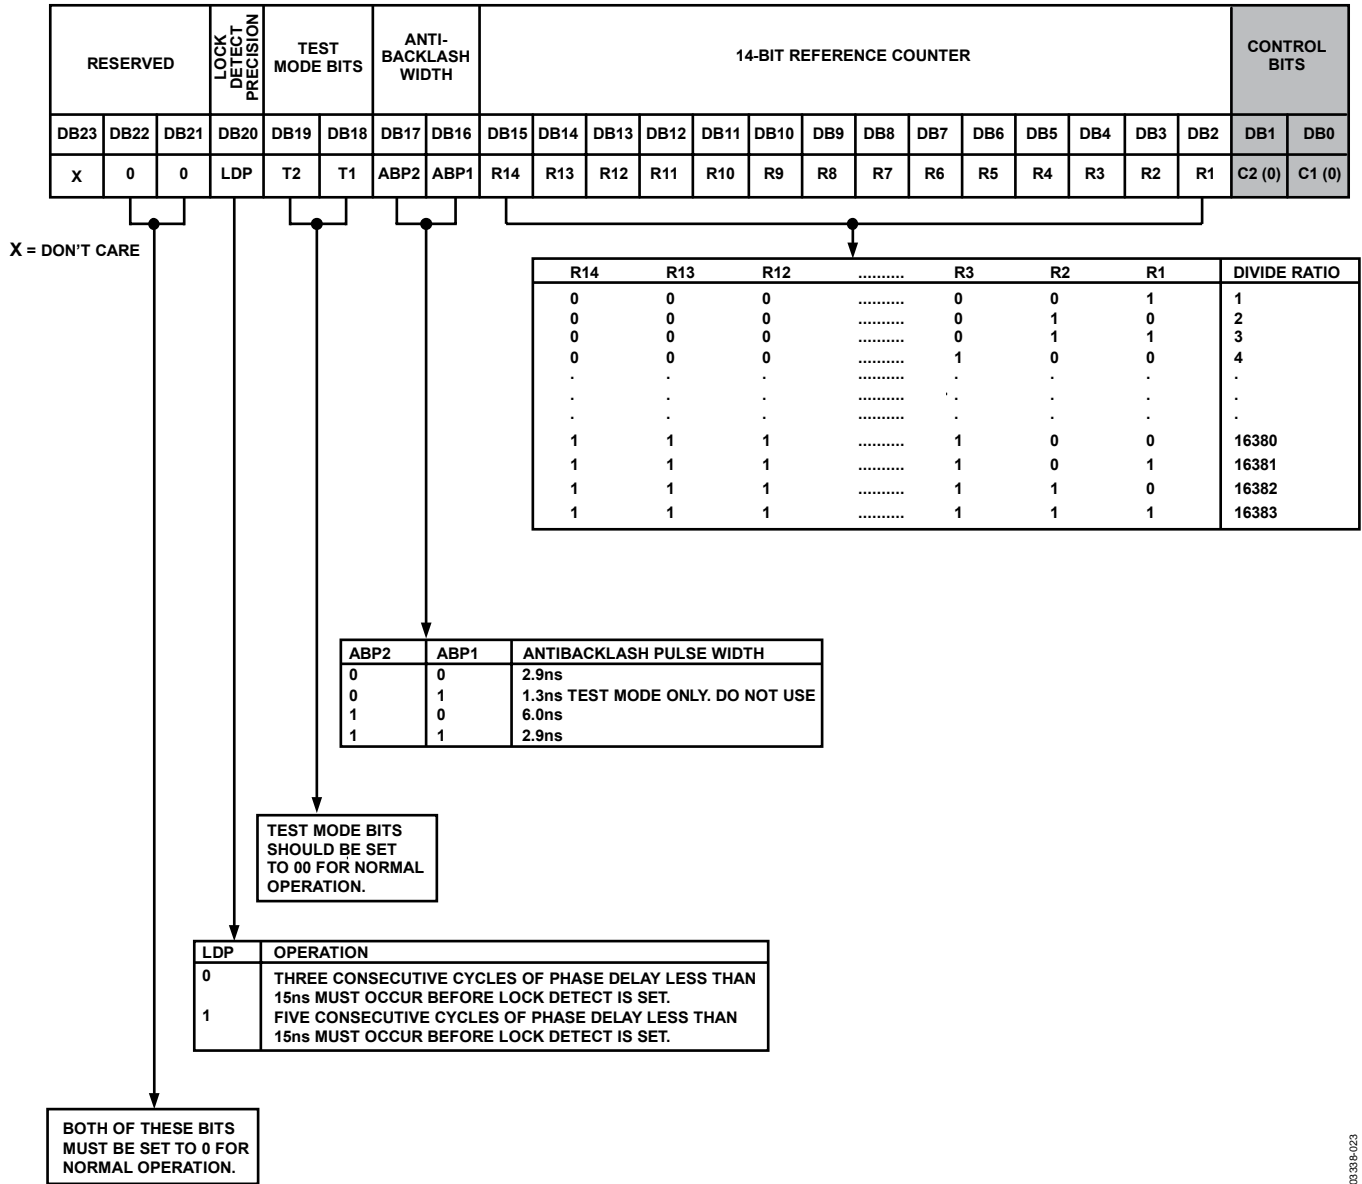 RESERVED
LOCK
DETECT
PRECISION
TEST
MODE BITS
ANTI-
BACKLASH
WIDTH
14-BIT REFERENCE COUNTER
CONTROL
BITS
DB23 DB22 DB21 DB20 DB19 DB18 DB17 DB16 DB15 DB14 DB13 DB12 DB11 DB10 DB9 DB8 DB7 DB6 DB5 DB4 DB3 DB2 DB1 DB0
X 0 0 LDP T2 T1 ABP2 ABP1 R14 R13 R12 R11 R10 R9 R8 R7 R6 R5 R4 R3 R2 R1 C2 (0) C1 (0)
X = DON'T CARE
R14 R13 R12 .......... R3 R2 R1 DIVIDE RATIO
0 0 0 .......... 0 0 1 1
0 0 0 .......... 0 1 0 2
0 0 0 .......... 0 1 1 3
0 0 0 .......... 1 0 0 4
. . . .......... . . . .
. . . .......... . . . .
. . . .......... . . . .
1 1 1 .......... 1 0 0 16380
1 1 1 .......... 1 0 1 16381
1 1 1 .......... 1 1 0 16382
1 1 1 .......... 1 1 1 16383
ABP2 ABP1 ANTIBACKLASH PULSE WIDTH
0 0 2.9ns
0 1 1.3ns TEST MODE ONLY. DO NOT USE
1 0 6.0ns
1 1 2.9ns
TEST MODE BITS
SHOULD BE SET
TO 00 FOR NORMAL
OPERATION.
LDP OPERATION
0 THREE CONSECUTIVE CYCLES OF PHASE DELAY LESS THAN
15ns MUST OCCUR BEFORE LOCK DETECT IS SET.
1 FIVE CONSECUTIVE CYCLES OF PHASE DELAY LESS THAN
15ns MUST OCCUR BEFORE LOCK DETECT IS SET.
BOTH OF THESE BITS
MUST BE SET TO 0 FOR
NORMAL OPERATION.
03338-023